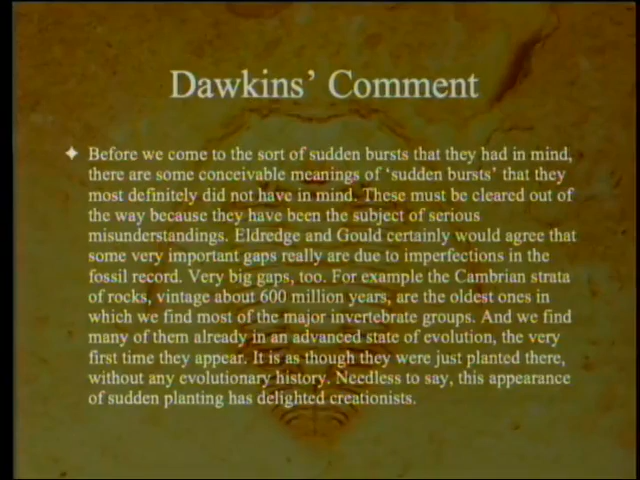 Dawkins' Comment
✦ Before we come to the sort of sudden bursts that they had in mind,
there are some conceivable meanings of 'sudden bursts' that they
most definitely did not have in mind. These must be cleared out of
the way because they have been the subject of serious
misunderstandings. Eldredge and Gould certainly would agree that
some very important gaps really are due to imperfections in the
fossil record. Very big gaps, too. For example the Cambrian strata
of rocks, vintage about 600 million years, are the oldest ones in
which we find most of the major invertebrate groups. And we find
many of them already in an advanced state of evolution, the very
first time they appear. It is as though they were just planted there,
without any evolutionary history. Needless to say, this appearance
of sudden planting has delighted creationists.